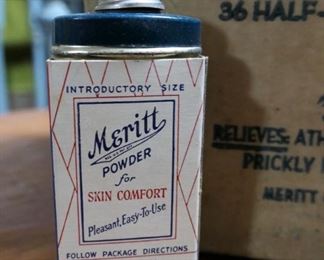 36 HALF-
INTRODUCTORY SIZE
Meritt
POWDER
for
SKIN COMFORT
Pleasant, Easy-To-Use
FOLLOW PACKAGE DIRECTIONS
RELIEVES: ATH
PRICKLY
MERITT